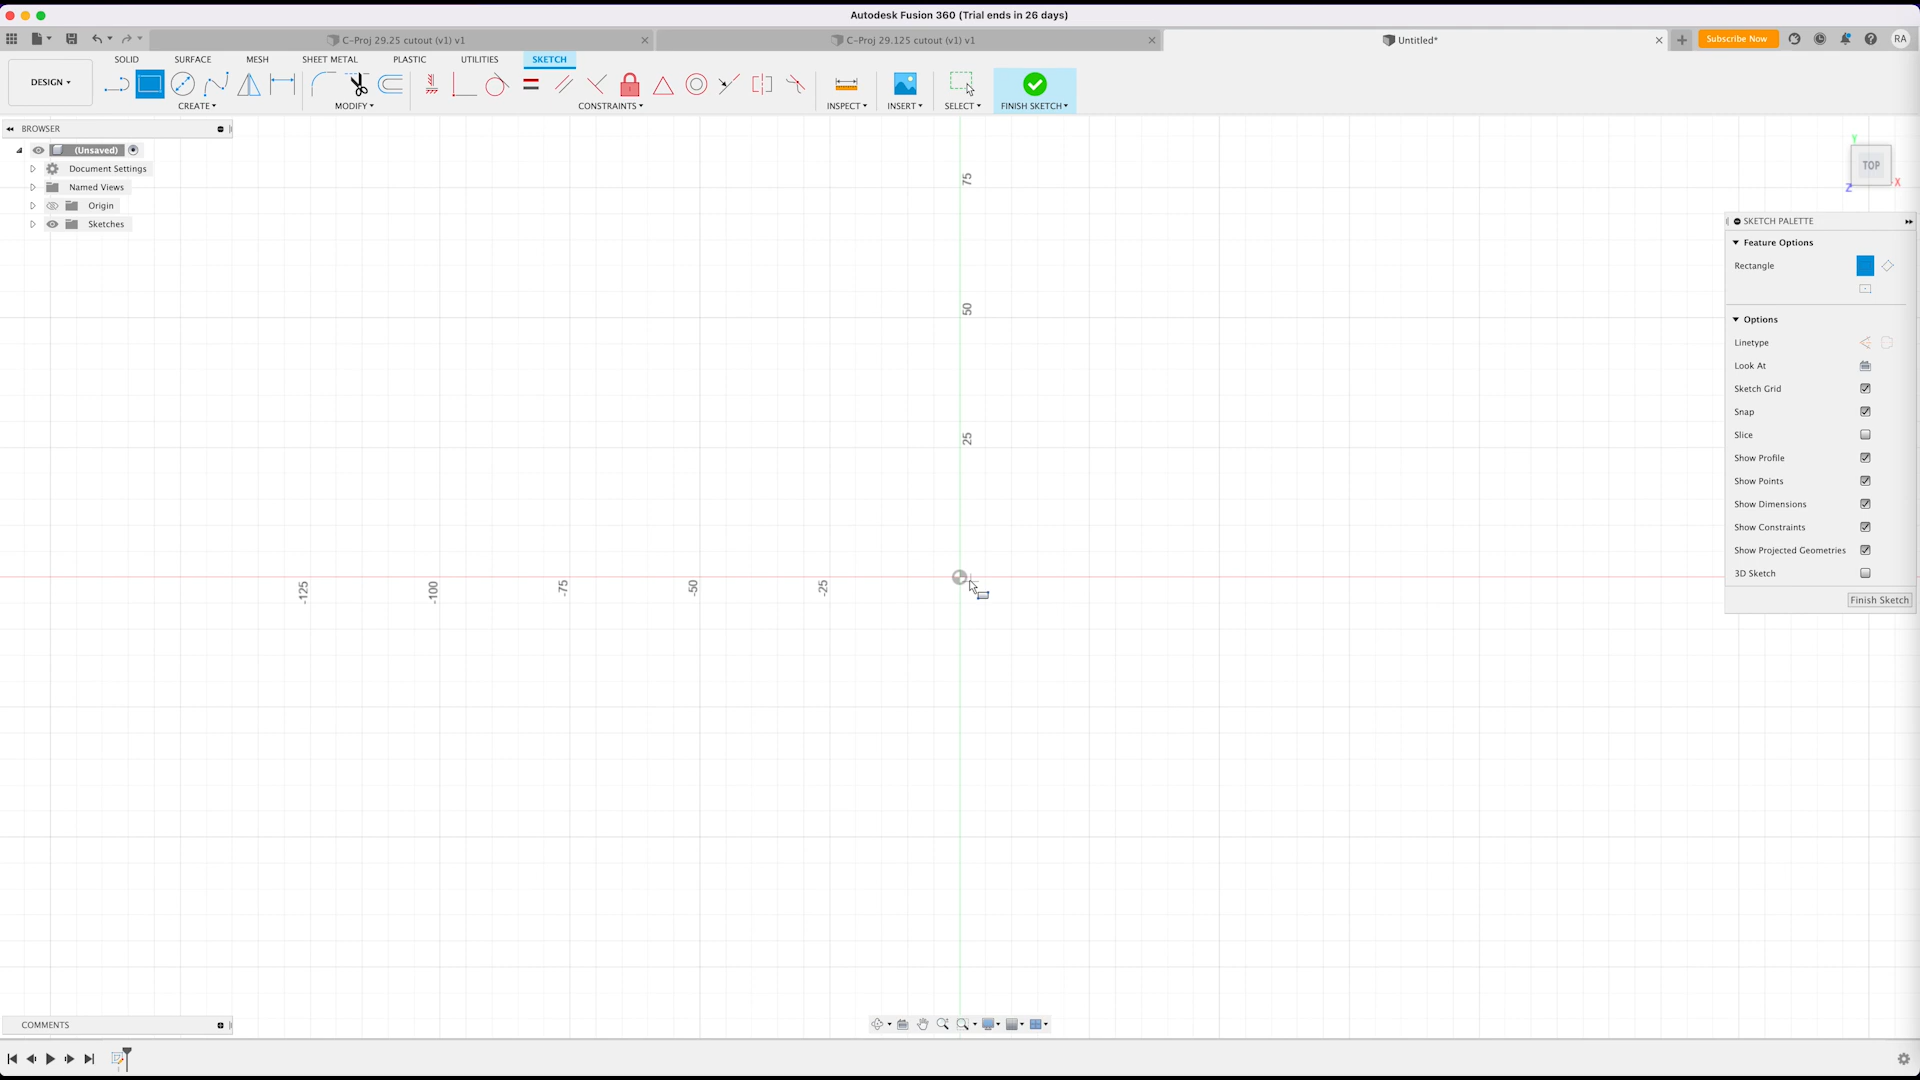 Autodesk Fusion 360 (Trial ends in 26 days)
C-Proj 29.25 cutout (v1) v1
C-Proj 29.125 cutout (v1) v1
Untitled*
Subscribe Now
RA
SOLID
SURFACE
MESH
SHEET METAL
PLASTIC
UTILITIES
SKETCH
DESIGN
CREATE
MODIFY
CONSTRAINTS
INSPECT
INSERT
SELECT
FINISH SKETCH
BROWSER
(Unsaved)
Document Settings
Named Views
Origin
Sketches
75
50
25
-125
-100
-75
-50
-25
Y
TOP
X
Z
SKETCH PALETTE
Feature Options
Rectangle
Options
Linetype
Look At
Sketch Grid
Snap
Slice
Show Profile
Show Points
Show Dimensions
Show Constraints
Show Projected Geometries
3D Sketch
Finish Sketch
COMMENTS